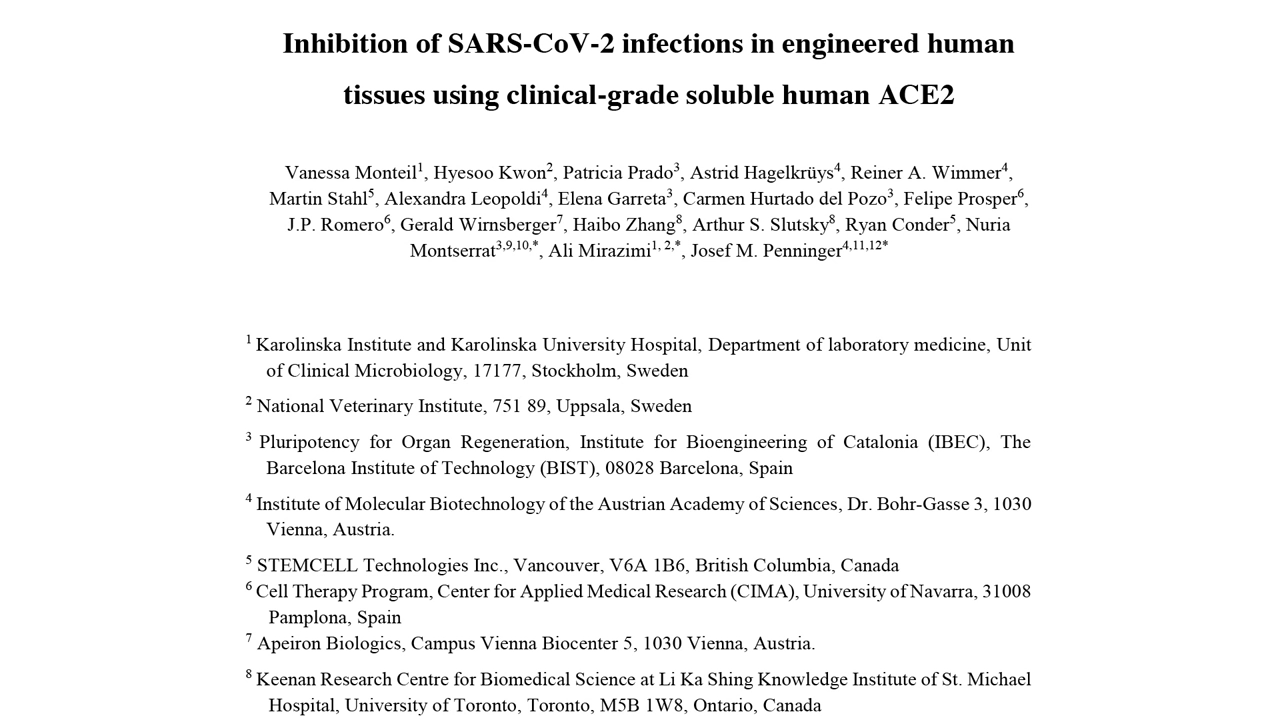 Inhibition of SARS-CoV-2 infections in engineered human
tissues using clinical-grade soluble human ACE2
Vanessa Monteil1, Hyesoo Kwon2, Patricia Prado3, Astrid Hagelkrüys4, Reiner A. Wimmer4,
Martin Stahl5, Alexandra Leopoldi4, Elena Garreta3, Carmen Hurtado del Pozo3, Felipe Prosper6,
J.P. Romero6, Gerald Wirnsberger7, Haibo Zhang8, Arthur S. Slutsky8, Ryan Conder5, Nuria
Montserrat3,9,10,*, Ali Mirazimi1, 2,*, Josef M. Penninger4,11,12*
1 Karolinska Institute and Karolinska University Hospital, Department of laboratory medicine, Unit
of Clinical Microbiology, 17177, Stockholm, Sweden
2 National Veterinary Institute, 751 89, Uppsala, Sweden
3 Pluripotency for Organ Regeneration, Institute for Bioengineering of Catalonia (IBEC), The
Barcelona Institute of Technology (BIST), 08028 Barcelona, Spain
4 Institute of Molecular Biotechnology of the Austrian Academy of Sciences, Dr. Bohr-Gasse 3, 1030
Vienna, Austria.
5 STEMCELL Technologies Inc., Vancouver, V6A 1B6, British Columbia, Canada
6 Cell Therapy Program, Center for Applied Medical Research (CIMA), University of Navarra, 31008
Pamplona, Spain
7 Apeiron Biologics, Campus Vienna Biocenter 5, 1030 Vienna, Austria.
8 Keenan Research Centre for Biomedical Science at Li Ka Shing Knowledge Institute of St. Michael
Hospital, University of Toronto, Toronto, M5B 1W8, Ontario, Canada